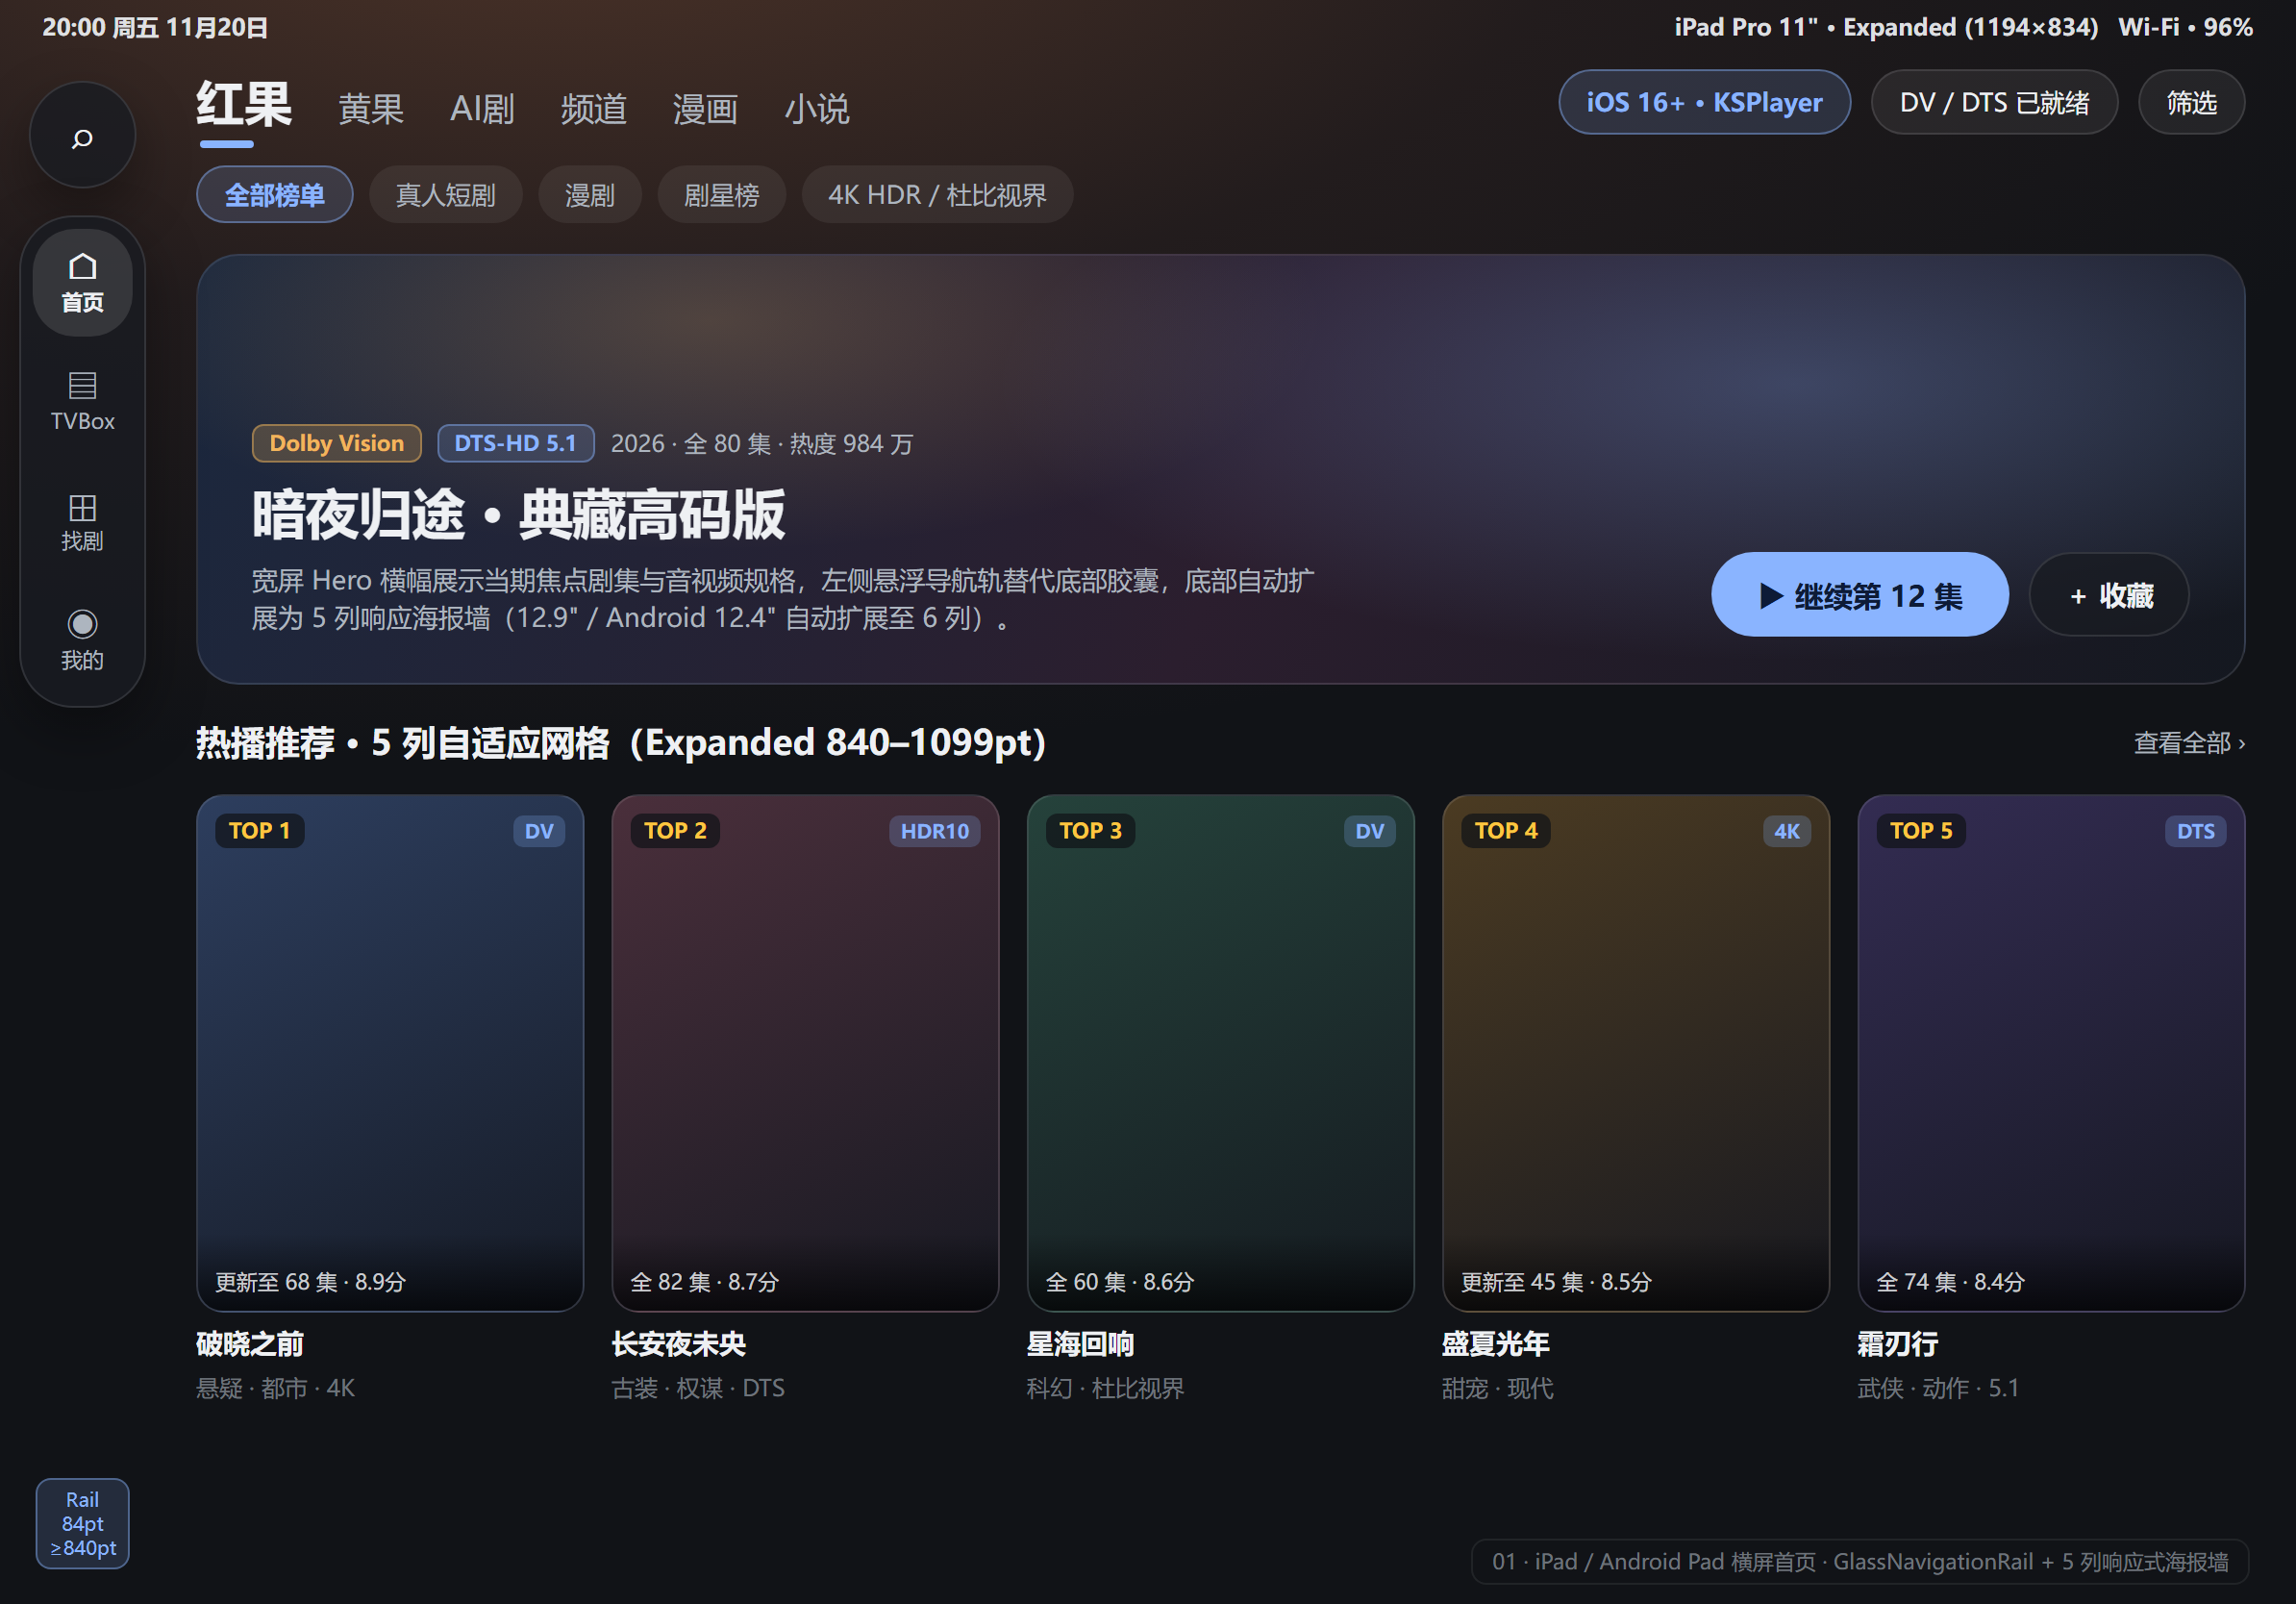 20:00 周五 11月20日
iPad Pro 11" • Expanded (1194×834) Wi-Fi • 96%
红果 黄果 AI剧 频道 漫画 小说
iOS 16+ • KSPlayer DV / DTS 已就绪 筛选
全部榜单 真人短剧 漫剧 剧星榜 4K HDR / 杜比视界
首页
TVBox
找剧
我的
Dolby Vision DTS-HD 5.1 2026 · 全 80 集 · 热度 984 万
暗夜归途 • 典藏高码版
宽屏 Hero 横幅展示当期焦点剧集与音视频规格，左侧悬浮导航轨替代底部胶囊，底部自动扩
展为 5 列响应海报墙（12.9" / Android 12.4" 自动扩展至 6 列）。
▶ 继续第 12 集 + 收藏
热播推荐 • 5 列自适应网格（Expanded 840–1099pt）
查看全部 ›
TOP 1 DV
更新至 68 集 · 8.9分
破晓之前
悬疑 · 都市 · 4K
TOP 2 HDR10
全 82 集 · 8.7分
长安夜未央
古装 · 权谋 · DTS
TOP 3 DV
全 60 集 · 8.6分
星海回响
科幻 · 杜比视界
TOP 4 4K
更新至 45 集 · 8.5分
盛夏光年
甜宠 · 现代
TOP 5 DTS
全 74 集 · 8.4分
霜刃行
武侠 · 动作 · 5.1
Rail
84pt
≥840pt
01 · iPad / Android Pad 横屏首页 · GlassNavigationRail + 5 列响应式海报墙